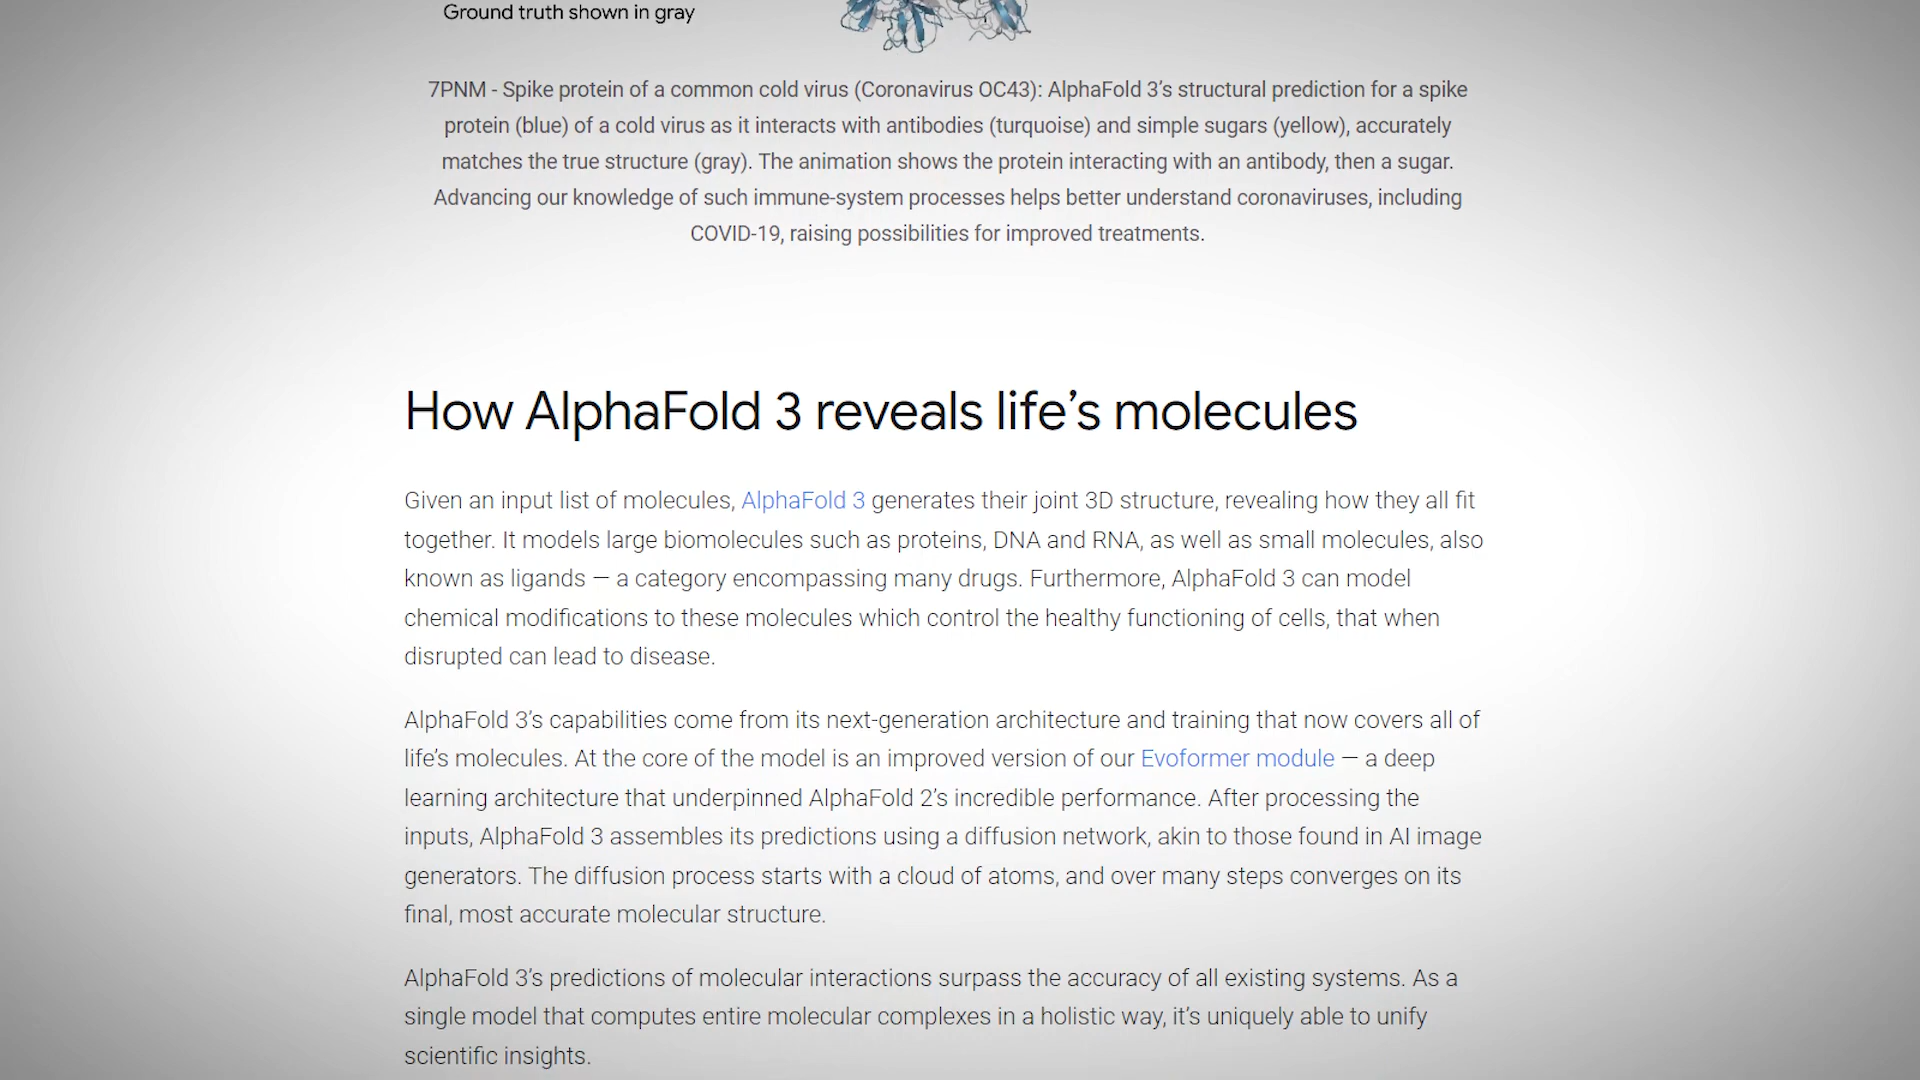 Ground truth shown in gray
7PNM - Spike protein of a common cold virus (Coronavirus OC43): AlphaFold 3’s structural prediction for a spike
protein (blue) of a cold virus as it interacts with antibodies (turquoise) and simple sugars (yellow), accurately
matches the true structure (gray). The animation shows the protein interacting with an antibody, then a sugar.
Advancing our knowledge of such immune-system processes helps better understand coronaviruses, including
COVID-19, raising possibilities for improved treatments.
How AlphaFold 3 reveals life’s molecules
Given an input list of molecules, AlphaFold 3 generates their joint 3D structure, revealing how they all fit
together. It models large biomolecules such as proteins, DNA and RNA, as well as small molecules, also
known as ligands — a category encompassing many drugs. Furthermore, AlphaFold 3 can model
chemical modifications to these molecules which control the healthy functioning of cells, that when
disrupted can lead to disease.
AlphaFold 3’s capabilities come from its next-generation architecture and training that now covers all of
life’s molecules. At the core of the model is an improved version of our Evoformer module — a deep
learning architecture that underpinned AlphaFold 2’s incredible performance. After processing the
inputs, AlphaFold 3 assembles its predictions using a diffusion network, akin to those found in AI image
generators. The diffusion process starts with a cloud of atoms, and over many steps converges on its
final, most accurate molecular structure.
AlphaFold 3’s predictions of molecular interactions surpass the accuracy of all existing systems. As a
single model that computes entire molecular complexes in a holistic way, it’s uniquely able to unify
scientific insights.